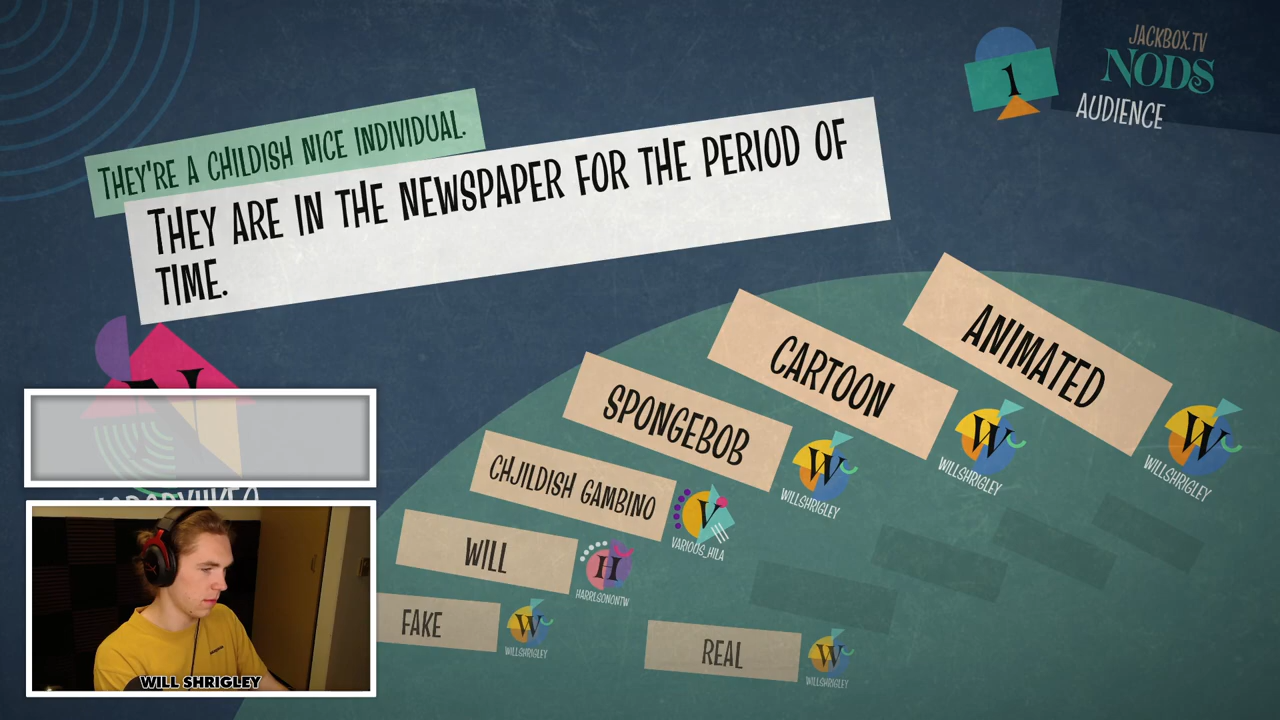 JACKBOX.TV
NODS
1
AUDIENCE
THEY'RE A CHILDISH NICE INDIVIDUAL.
THEY ARE IN THE NEWSPAPER FOR THE PERIOD OF
TIME.
ANIMATED
WILLSHRIGLEY
CARTOON
WILLSHRIGLEY
SPONGEBOB
WILLSHRIGLEY
CHJILDISH GAMBINO
V
VARIOUS_HILA
WILL
H
HARRISONONTW
FAKE
W
WILLSHRIGLEY
REAL
W
WILLSHRIGLEY
WILL SHRIGLEY